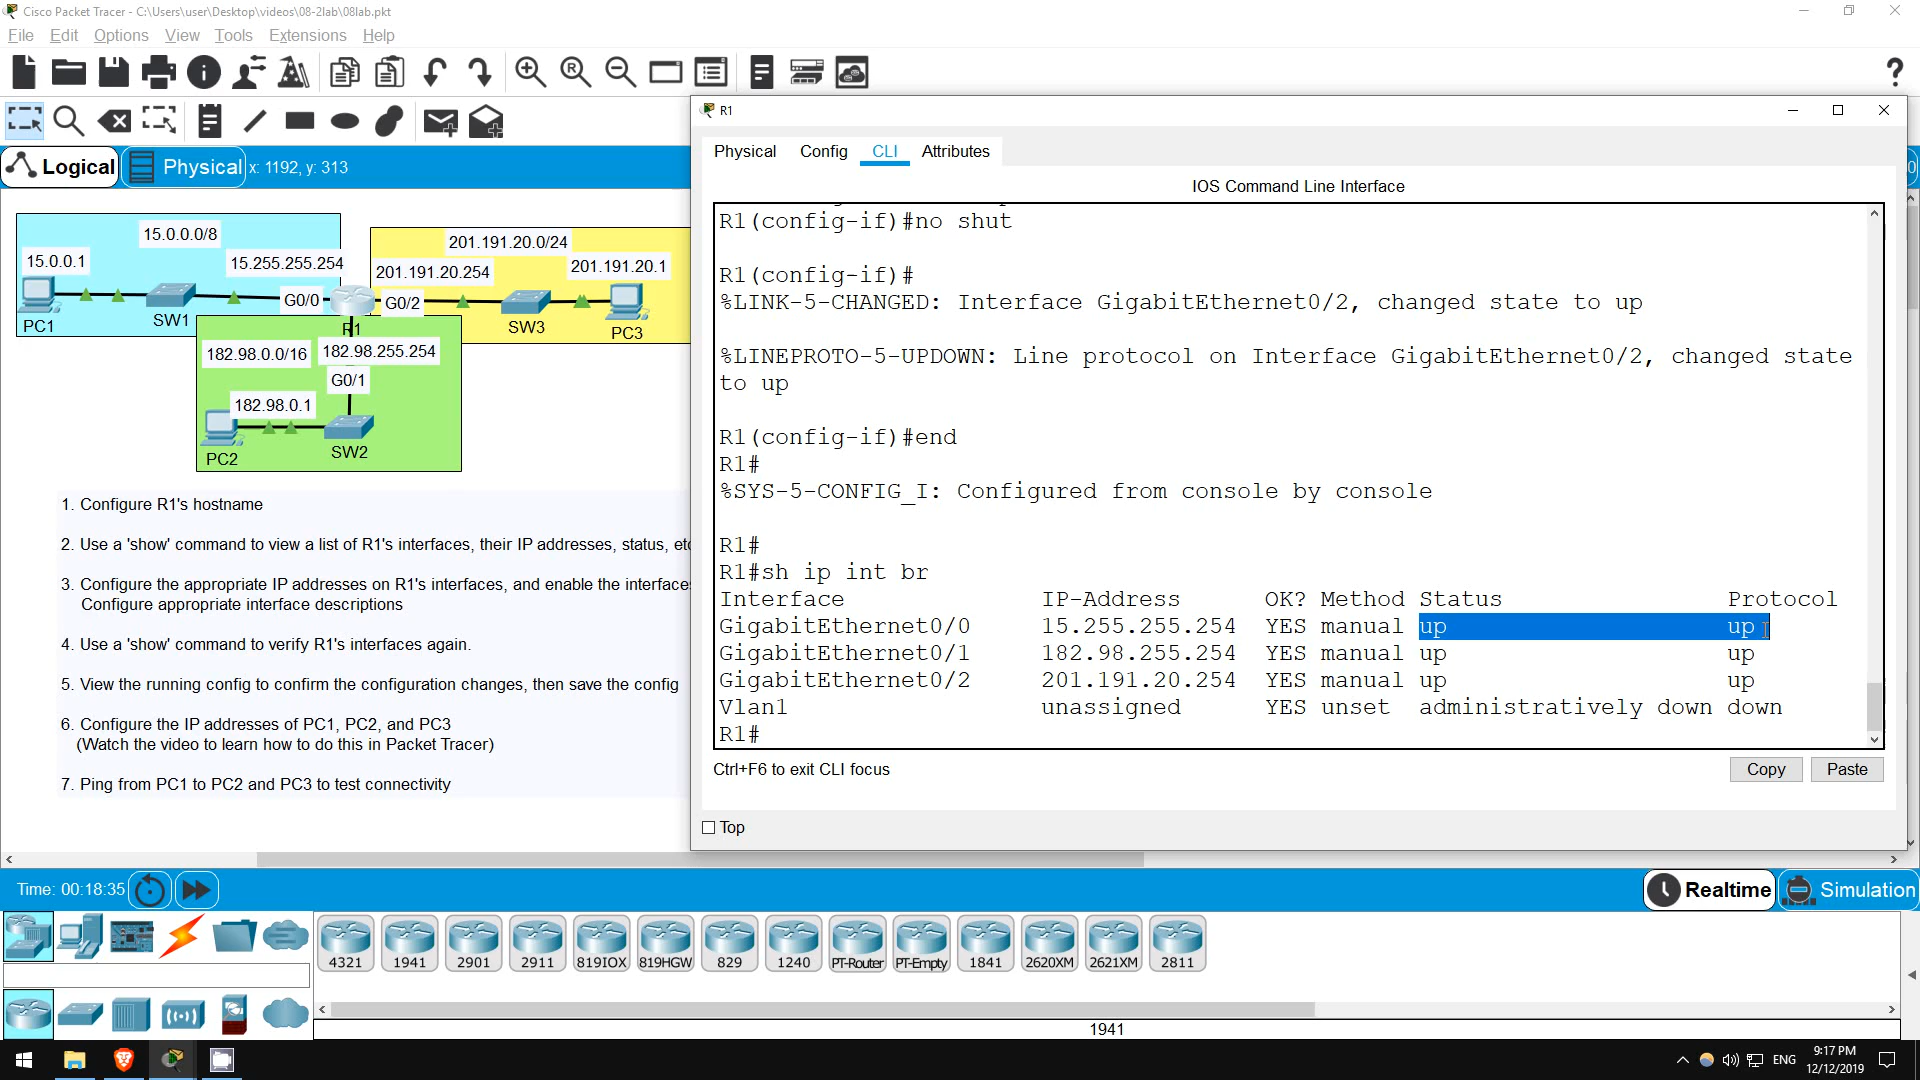 Cisco Packet Tracer - C:\Users\user\Desktop\videos\08-2lab\08lab.pkt
File Edit Options View Tools Extensions Help
Logical Physical x: 1192, y: 313
15.0.0.0/8
15.0.0.1
15.255.255.254
G0/0
PC1
SW1
201.191.20.0/24
201.191.20.254
201.191.20.1
G0/2
R1
SW3
PC3
182.98.0.0/16
182.98.255.254
G0/1
182.98.0.1
PC2
SW2
1. Configure R1's hostname
2. Use a 'show' command to view a list of R1's interfaces, their IP addresses, status, etc
3. Configure the appropriate IP addresses on R1's interfaces, and enable the interfaces
Configure appropriate interface descriptions
4. Use a 'show' command to verify R1's interfaces again.
5. View the running config to confirm the configuration changes, then save the config
6. Configure the IP addresses of PC1, PC2, and PC3
(Watch the video to learn how to do this in Packet Tracer)
7. Ping from PC1 to PC2 and PC3 to test connectivity
R1
Physical Config CLI Attributes
IOS Command Line Interface
R1(config-if)#no shut
R1(config-if)#
%LINK-5-CHANGED: Interface GigabitEthernet0/2, changed state to up
%LINEPROTO-5-UPDOWN: Line protocol on Interface GigabitEthernet0/2, changed state
to up
R1(config-if)#end
R1#
%SYS-5-CONFIG_I: Configured from console by console
R1#
R1#sh ip int br
Interface IP-Address OK? Method Status Protocol
GigabitEthernet0/0 15.255.255.254 YES manual up up
GigabitEthernet0/1 182.98.255.254 YES manual up up
GigabitEthernet0/2 201.191.20.254 YES manual up up
Vlan1 unassigned YES unset administratively down down
R1#
Ctrl+F6 to exit CLI focus
Copy Paste
Top
Time: 00:18:35
Realtime Simulation
4321 1941 2901 2911 819IOX 819HGW 829 1240 PT-Router PT-Empty 1841 2620XM 2621XM 2811
1941
ENG
9:17 PM
12/12/2019